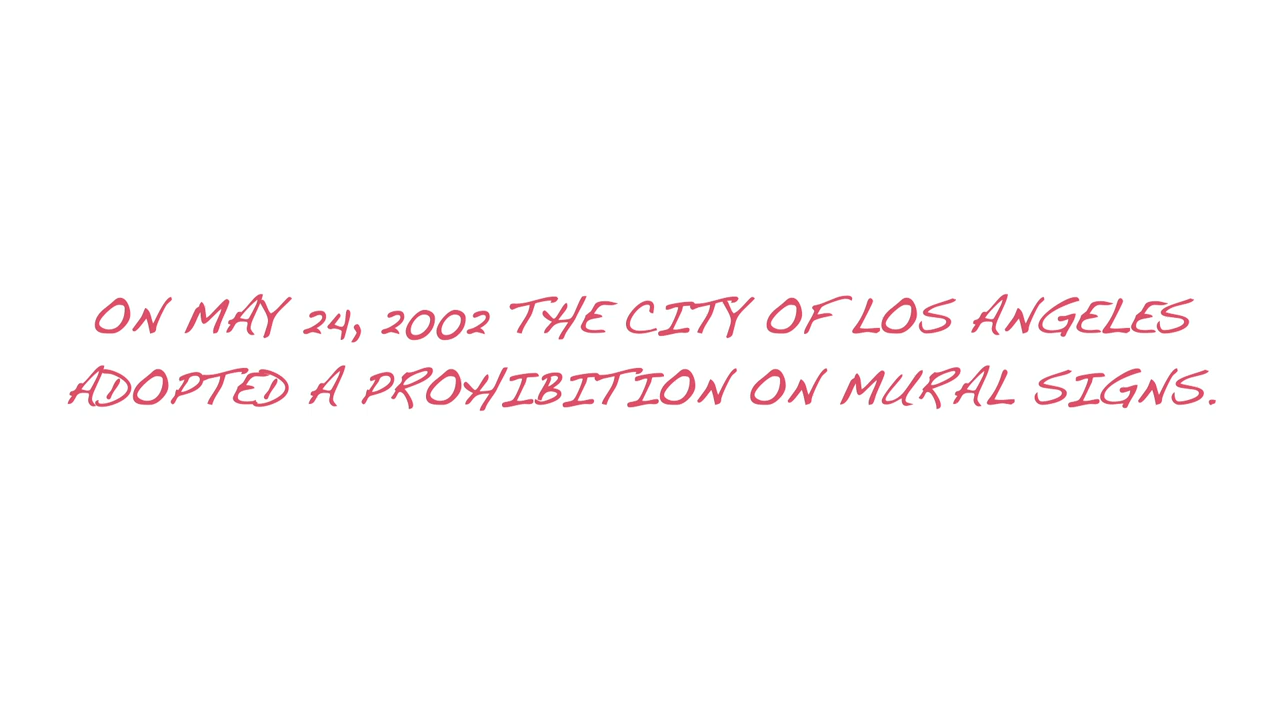 ON MAY 24, 2002 THE CITY OF LOS ANGELES
ADOPTED A PROHIBITION ON MURAL SIGNS.